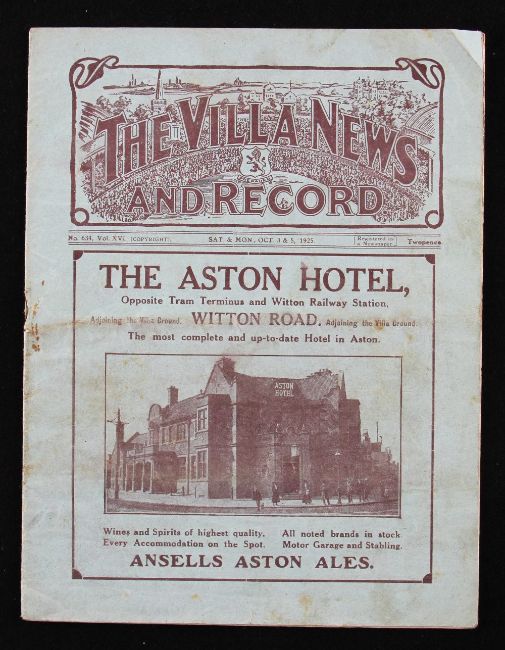 THE VILLA NEWS
AND RECORD
No. 634, Vol. XVI. (COPYRIGHT). SAT & MON, OCT 3 & 5, 1925. Registered as a Newspaper Twopence
THE ASTON HOTEL,
Opposite Tram Terminus and Witton Railway Station.
Adjoining the Villa Ground. WITTON ROAD, Adjoining the Villa Ground.
The most complete and up-to-date Hotel in Aston.
ASTON
HOTEL
Wines and Spirits of highest quality. All noted brands in stock.
Every Accommodation on the Spot. Motor Garage and Stabling.
ANSELLS ASTON ALES.